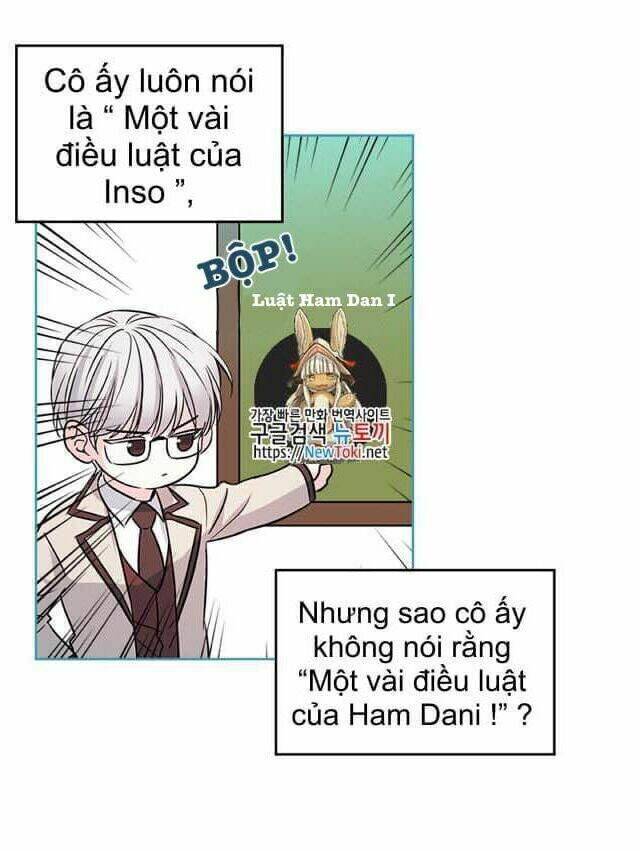 Cô ấy luôn nói
là “ Một vài
điều luật của
Inso ”,
BỘP!
Luật Ham Dan I
가장 빠른 만화 번역사이트
구글검색 뉴토끼
https://NewToki.net
Nhưng sao cô ấy
không nói rằng
“Một vài điều luật
của Ham Dani !” ?